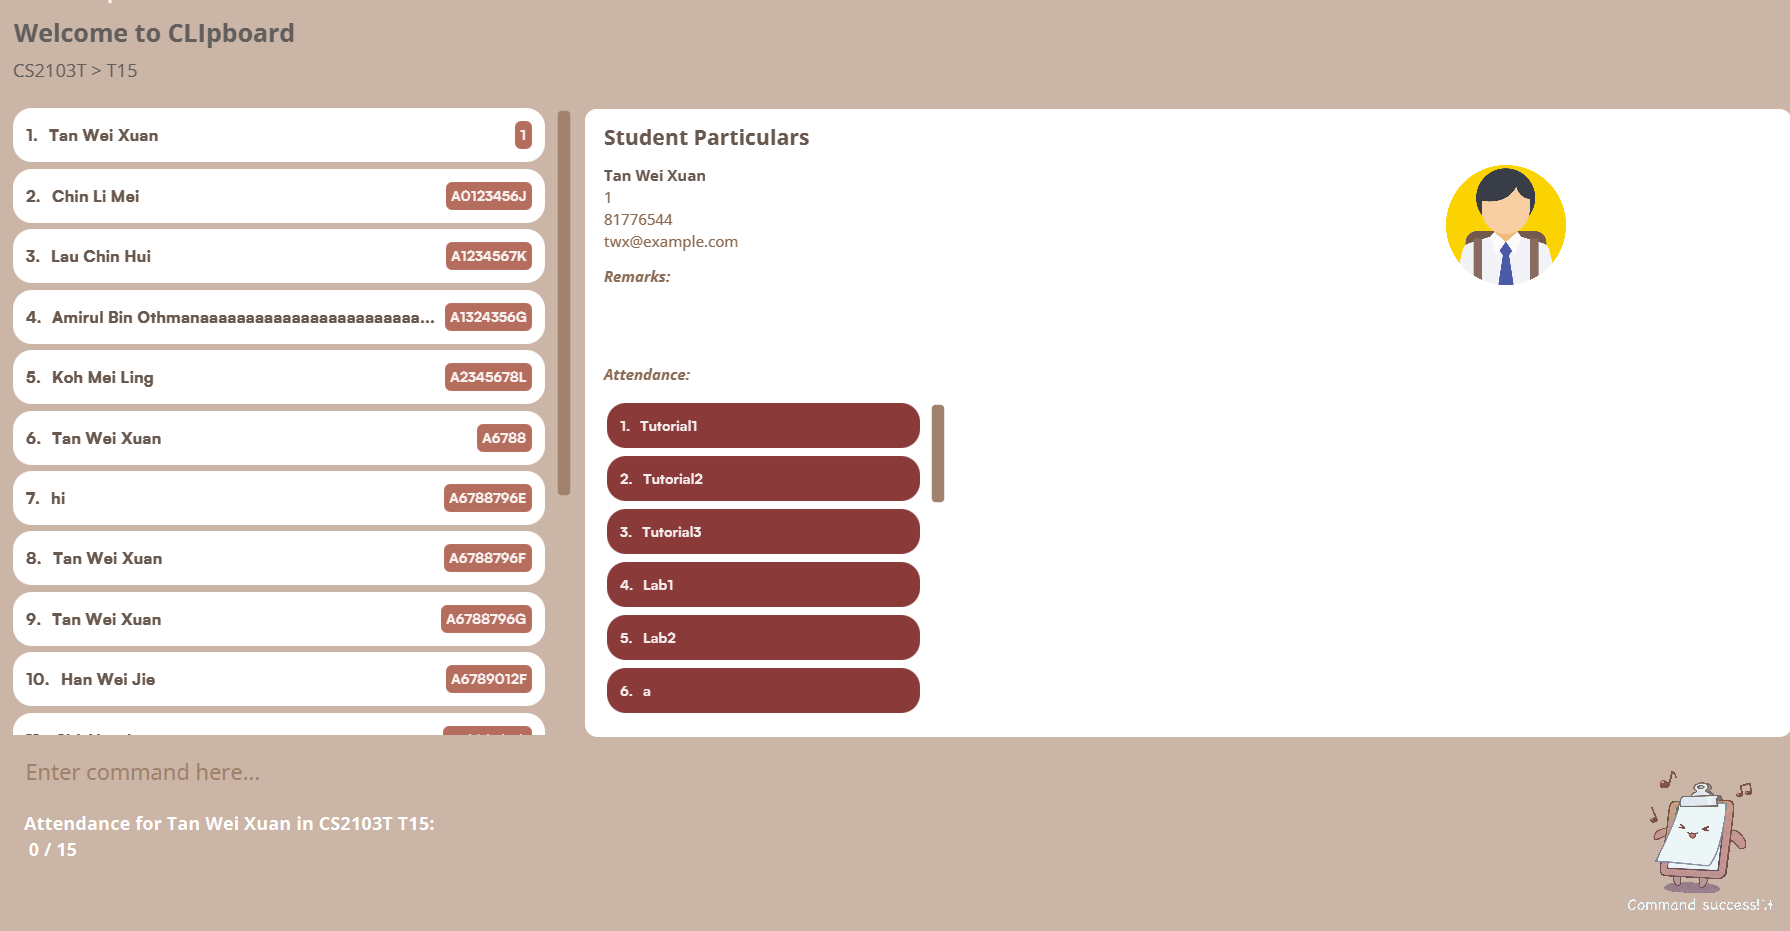 Welcome to CLIpboard
CS2103T > T15
1. Tan Wei Xuan 1
2. Chin Li Mei A0123456J
3. Lau Chin Hui A1234567K
4. Amirul Bin Othmanaaaaaaaaaaaaaaaaaaaaaaaa... A1324356G
5. Koh Mei Ling A2345678L
6. Tan Wei Xuan A6788
7. hi A6788796E
8. Tan Wei Xuan A6788796F
9. Tan Wei Xuan A6788796G
10. Han Wei Jie A6789012F
Student Particulars
Tan Wei Xuan
1
81776544
twx@example.com
Remarks:
Attendance:
1. Tutorial1
2. Tutorial2
3. Tutorial3
4. Lab1
5. Lab2
6. a
Enter command here...
Attendance for Tan Wei Xuan in CS2103T T15:
0 / 15
Command success!